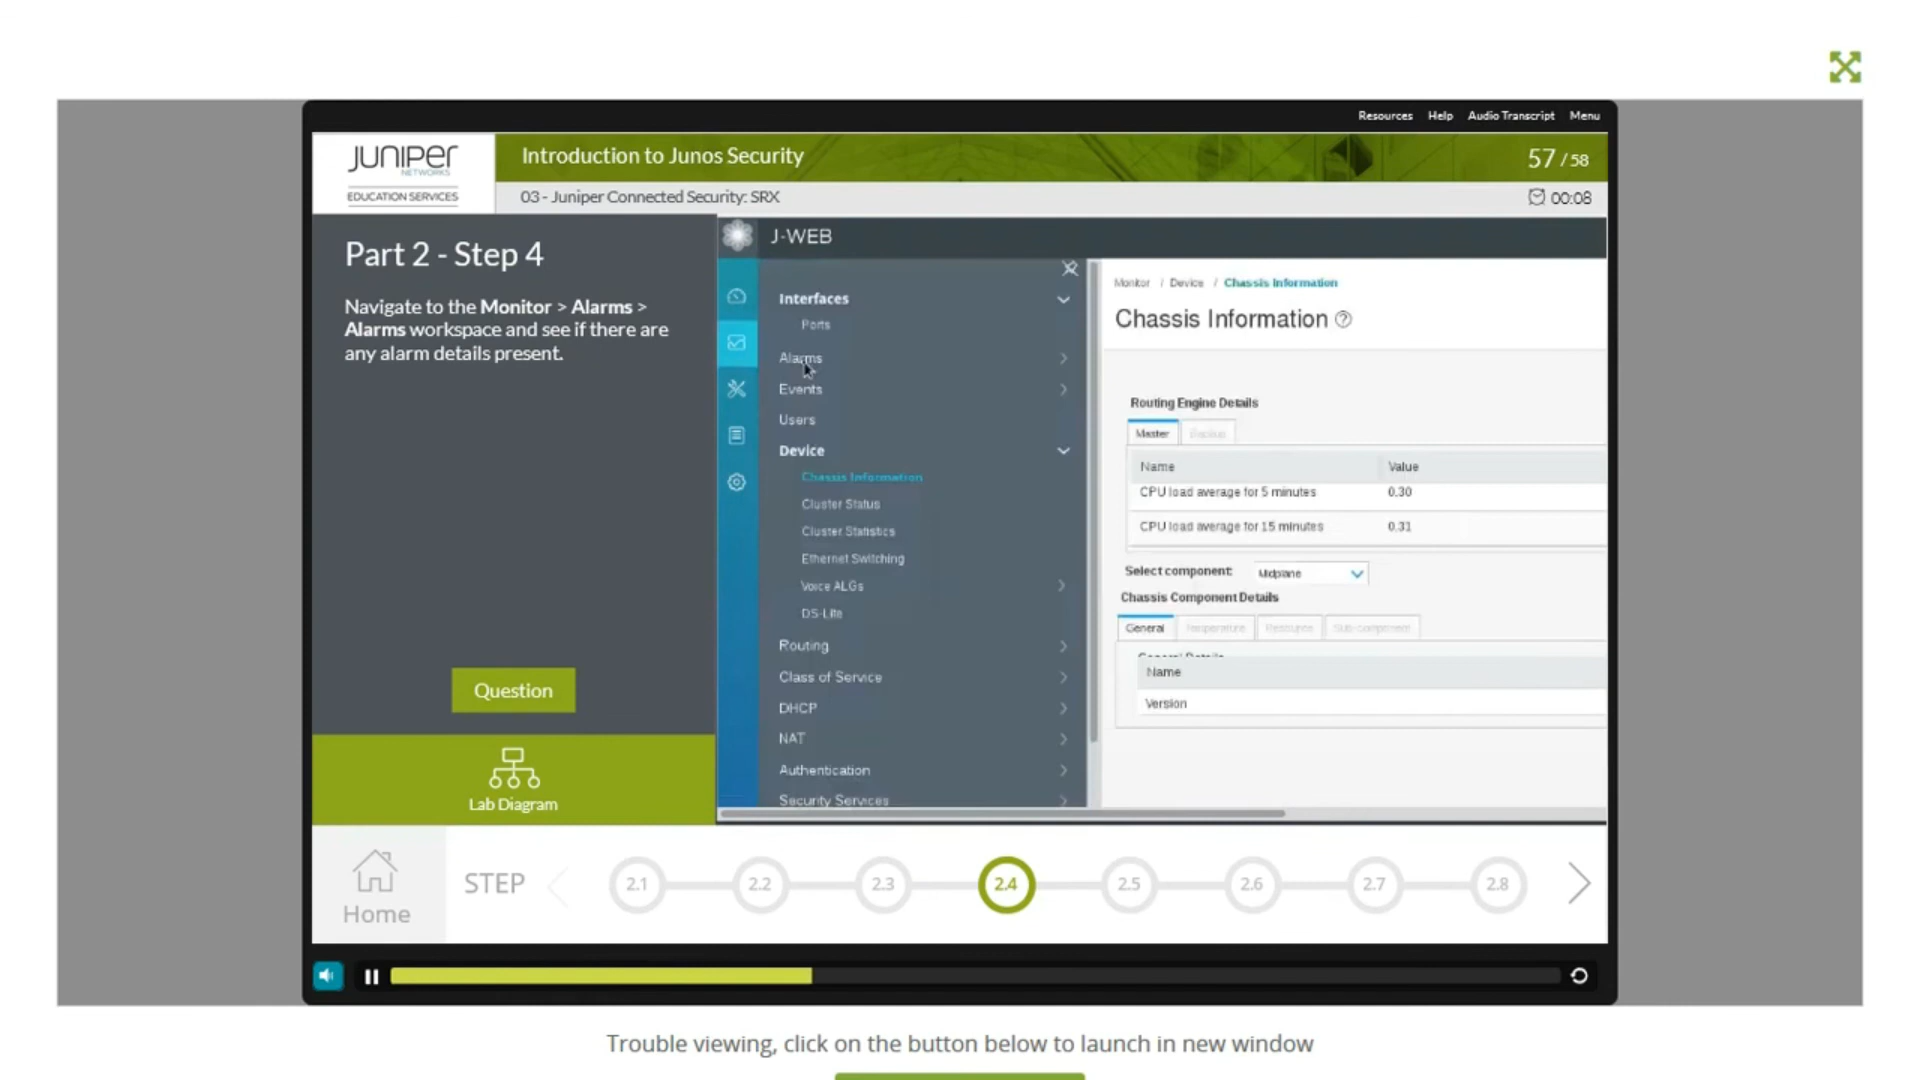 Resources Help Audio Transcript Menu
JUNIPER
NETWORKS
EDUCATION SERVICES
Introduction to Junos Security
57 / 58
03 - Juniper Connected Security: SRX
00:08
Part 2 - Step 4
Navigate to the Monitor > Alarms >
Alarms workspace and see if there are
any alarm details present.
Question
Lab Diagram
J-WEB
Interfaces
Ports
Alarms
Events
Users
Device
Chassis Information
Cluster Status
Cluster Statistics
Ethernet Switching
Voice ALGs
DS-Lite
Routing
Class of Service
DHCP
NAT
Authentication
Security Services
Monitor / Device / Chassis Information
Chassis Information ?
Routing Engine Details
Master Backup
Name Value
CPU load average for 5 minutes 0.30
CPU load average for 15 minutes 0.31
Select component: Midplane
Chassis Component Details
General Temperature Resource Sub-component
General Details
Name
Version
Home
STEP 2.1 2.2 2.3 2.4 2.5 2.6 2.7 2.8
Trouble viewing, click on the button below to launch in new window